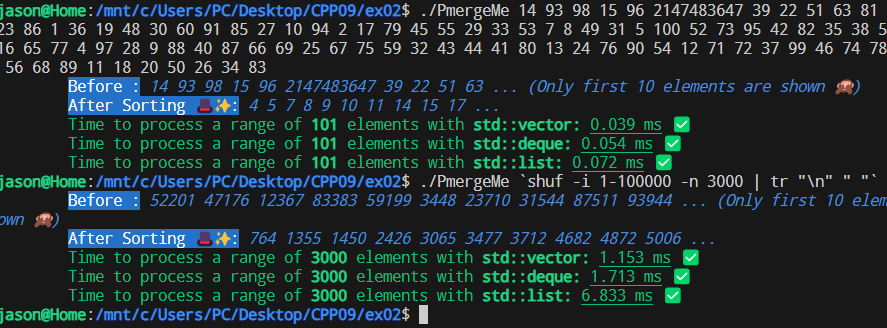 jason@Home:/mnt/c/Users/PC/Desktop/CPP09/ex02$ ./PmergeMe 14 93 98 15 96 2147483647 39 22 51 63 81
23 86 1 36 19 48 30 60 91 85 27 10 94 2 17 79 45 55 29 33 53 7 8 49 31 5 100 52 73 95 42 82 35 38 5
16 65 77 4 97 28 9 88 40 87 66 69 26 67 75 59 25 32 43 44 41 80 13 24 76 90 54 12 71 72 37 99 46 74 78
56 68 89 11 18 20 50 26 34 83
Before : 14 93 98 15 96 2147483647 39 22 51 63 ... (Only first 10 elements are shown 🙈)
After Sorting 🎩✨: 4 5 7 8 9 10 11 14 15 17 ...
Time to process a range of 101 elements with std::vector: 0.039 ms ✅
Time to process a range of 101 elements with std::deque: 0.054 ms ✅
Time to process a range of 101 elements with std::list: 0.072 ms ✅
jason@Home:/mnt/c/Users/PC/Desktop/CPP09/ex02$ ./PmergeMe `shuf -i 1-100000 -n 3000 | tr "\n" " "`
Before : 52201 47176 12367 83383 59199 3448 23710 31544 87511 93944 ... (Only first 10 elem
own 🙈)
After Sorting 🎩✨: 764 1355 1450 2426 3065 3477 3712 4682 4872 5006 ...
Time to process a range of 3000 elements with std::vector: 1.153 ms ✅
Time to process a range of 3000 elements with std::deque: 1.713 ms ✅
Time to process a range of 3000 elements with std::list: 6.833 ms ✅
jason@Home:/mnt/c/Users/PC/Desktop/CPP09/ex02$